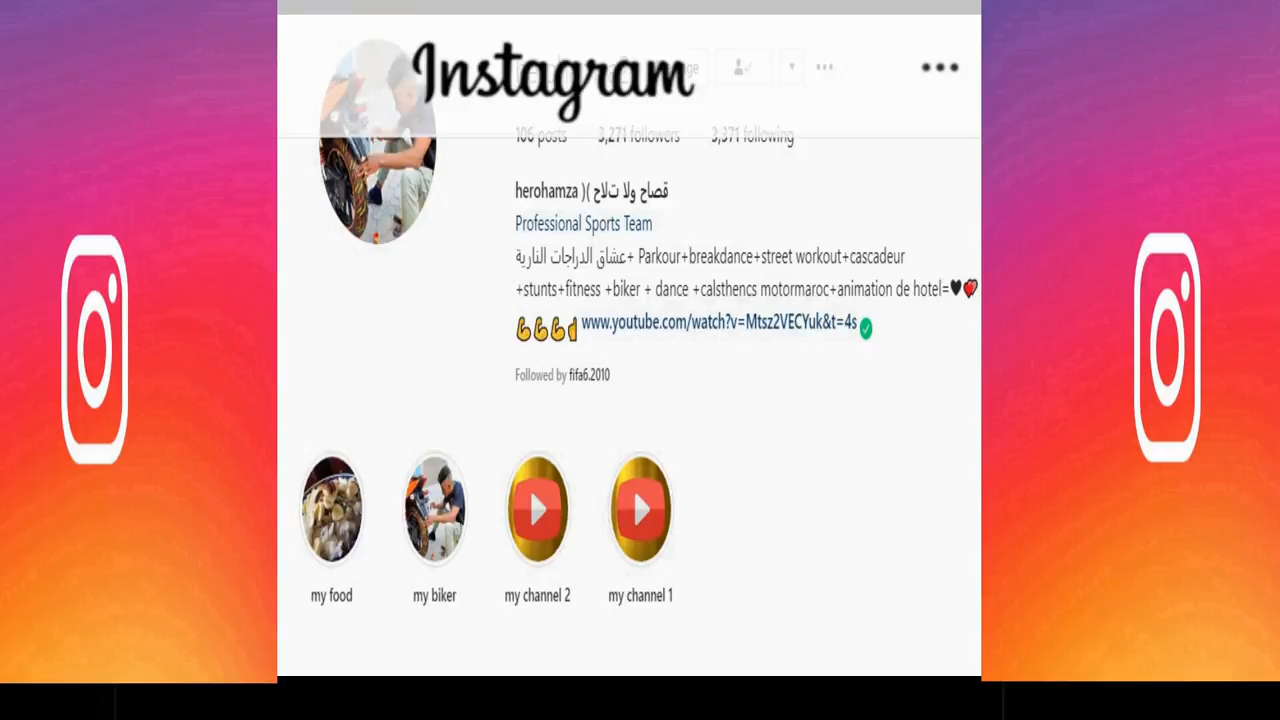 Instagram
106 posts 3,271 followers 3,371 following
herohamza )( قصاح ولا تلاح
Professional Sports Team
عشاق الدراجات النارية+ Parkour+breakdance+street workout+cascadeur
+stunts+fitness +biker + dance +calsthencs motormaroc+animation de hotel=♥💕
💪💪💪☝ www.youtube.com/watch?v=Mtsz2VECYuk&t=4s
Followed by fifa6.2010
my food my biker my channel 2 my channel 1